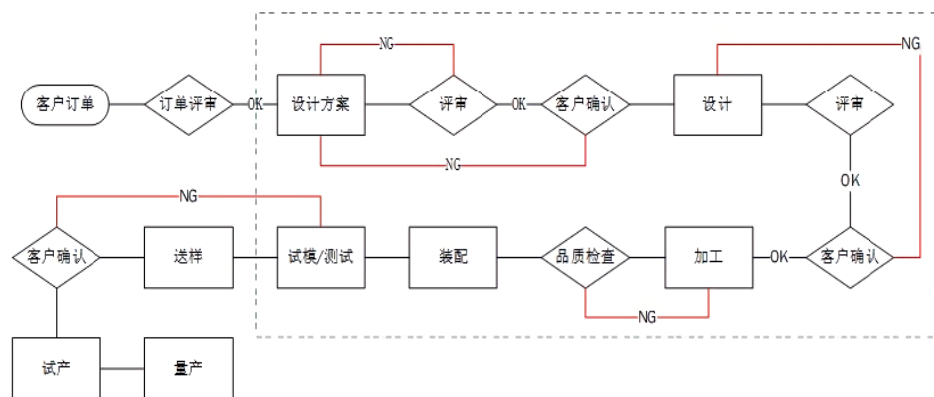 NG
NG
客户订单
订单评审
OK
设计方案
评审
OK
客户确认
设计
评审
NG
OK
NG
客户确认
送样
试模/测试
装配
品质检查
加工
OK
客户确认
NG
试产
量产